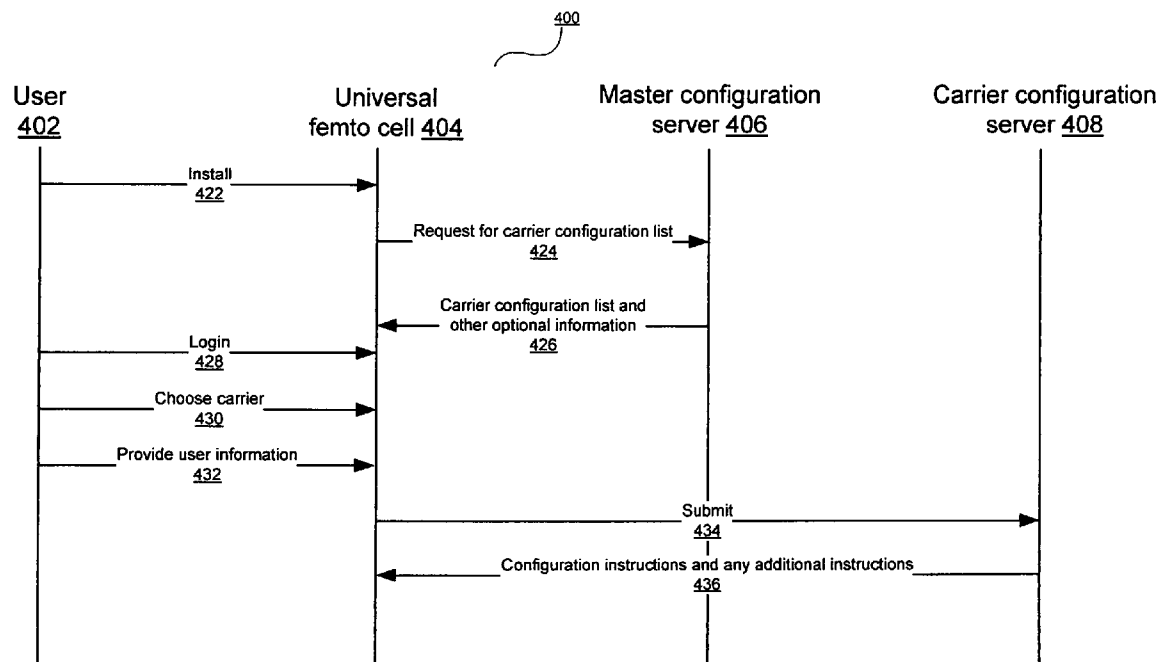 400
User
402
Universal
femto cell 404
Master configuration
server 406
Carrier configuration
server 408
Install
422
Request for carrier configuration list
424
Carrier configuration list and
other optional information
426
Login
428
Choose carrier
430
Provide user information
432
Submit
434
Configuration instructions and any additional instructions
436